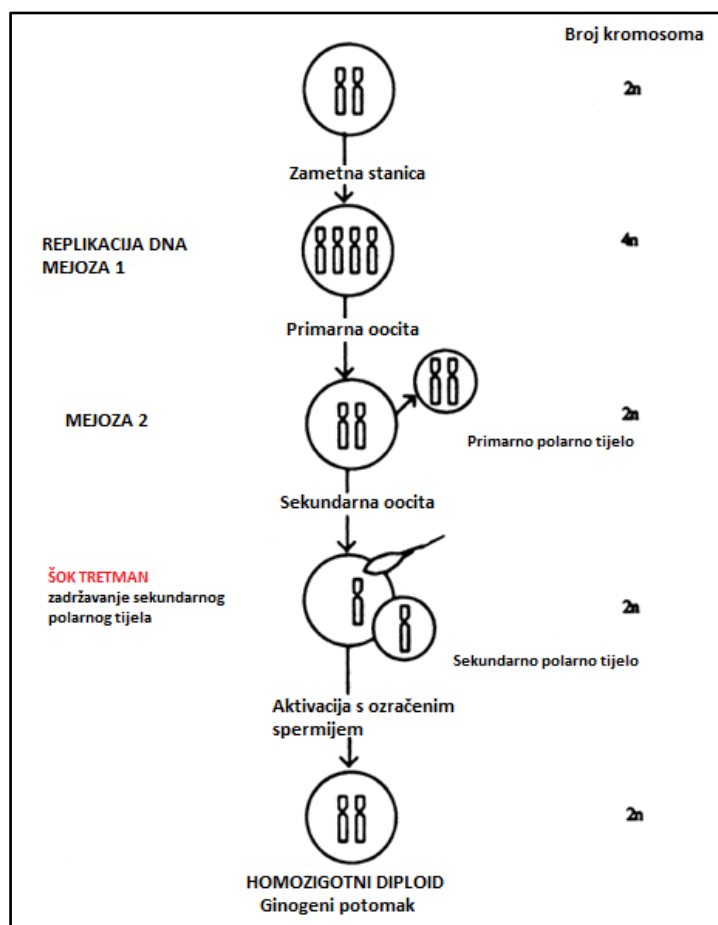 Broj kromosoma
2n
Zametna stanica
REPLIKACIJA DNA
MEJOZA 1
4n
Primarna oocita
MEJOZA 2
2n
Primarno polarno tijelo
Sekundarna oocita
ŠOK TRETMAN
zadržavanje sekundarnog
polarnog tijela
2n
Sekundarno polarno tijelo
Aktivacija s ozračenim
spermijem
2n
HOMOZIGOTNI DIPLOID
Ginogeni potomak